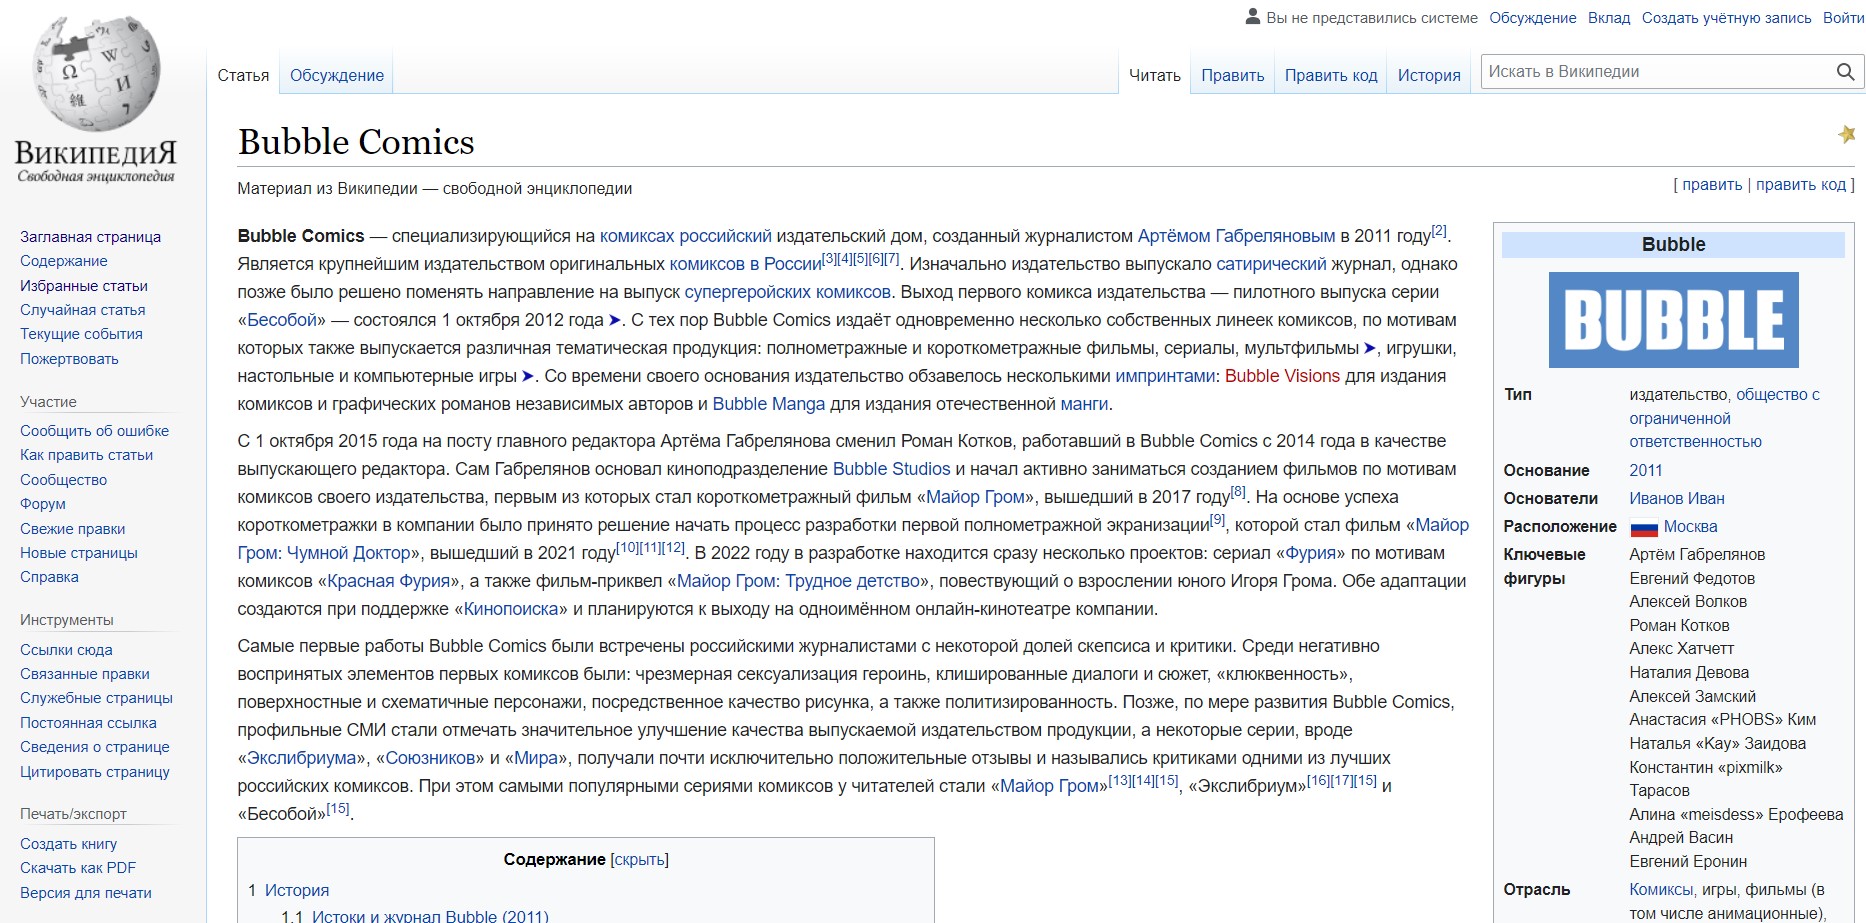 Вы не представились системе Обсуждение Вклад Создать учётную запись Войти
Ω W И 維 7
ВИКИПЕДИЯ
Свободная энциклопедия
Статья Обсуждение Читать Править Править код История Искать в Википедии
Bubble Comics
Материал из Википедии — свободной энциклопедии
[ править | править код ]
Заглавная страница
Содержание
Избранные статьи
Случайная статья
Текущие события
Пожертвовать
Участие
Сообщить об ошибке
Как править статьи
Сообщество
Форум
Свежие правки
Новые страницы
Справка
Инструменты
Ссылки сюда
Связанные правки
Служебные страницы
Постоянная ссылка
Сведения о странице
Цитировать страницу
Печать/экспорт
Создать книгу
Скачать как PDF
Версия для печати
Bubble Comics — специализирующийся на комиксах российский издательский дом, созданный журналистом Артёмом Габреляновым в 2011 году[2].
Является крупнейшим издательством оригинальных комиксов в России[3][4][5][6][7]. Изначально издательство выпускало сатирический журнал, однако
позже было решено поменять направление на выпуск супергеройских комиксов. Выход первого комикса издательства — пилотного выпуска серии
«Бесобой» — состоялся 1 октября 2012 года ➤. С тех пор Bubble Comics издаёт одновременно несколько собственных линеек комиксов, по мотивам
которых также выпускается различная тематическая продукция: полнометражные и короткометражные фильмы, сериалы, мультфильмы ➤, игрушки,
настольные и компьютерные игры ➤. Со времени своего основания издательство обзавелось несколькими импринтами: Bubble Visions для издания
комиксов и графических романов независимых авторов и Bubble Manga для издания отечественной манги.
С 1 октября 2015 года на посту главного редактора Артёма Габрелянова сменил Роман Котков, работавший в Bubble Comics с 2014 года в качестве
выпускающего редактора. Сам Габрелянов основал киноподразделение Bubble Studios и начал активно заниматься созданием фильмов по мотивам
комиксов своего издательства, первым из которых стал короткометражный фильм «Майор Гром», вышедший в 2017 году[8]. На основе успеха
короткометражки в компании было принято решение начать процесс разработки первой полнометражной экранизации[9], которой стал фильм «Майор
Гром: Чумной Доктор», вышедший в 2021 году[10][11][12]. В 2022 году в разработке находится сразу несколько проектов: сериал «Фурия» по мотивам
комиксов «Красная Фурия», а также фильм-приквел «Майор Гром: Трудное детство», повествующий о взрослении юного Игоря Грома. Обе адаптации
создаются при поддержке «Кинопоиска» и планируются к выходу на одноимённом онлайн-кинотеатре компании.
Самые первые работы Bubble Comics были встречены российскими журналистами с некоторой долей скепсиса и критики. Среди негативно
воспринятых элементов первых комиксов были: чрезмерная сексуализация героинь, клишированные диалоги и сюжет, «клюквенность»,
поверхностные и схематичные персонажи, посредственное качество рисунка, а также политизированность. Позже, по мере развития Bubble Comics,
профильные СМИ стали отмечать значительное улучшение качества выпускаемой издательством продукции, а некоторые серии, вроде
«Экслибриума», «Союзников» и «Мира», получали почти исключительно положительные отзывы и назывались критиками одними из лучших
российских комиксов. При этом самыми популярными сериями комиксов у читателей стали «Майор Гром»[13][14][15], «Экслибриум»[16][17][15] и
«Бесобой»[15].
Содержание [скрыть]
1 История
1.1 Истоки и журнал Bubble (2011)
Bubble
BUBBLE
Тип издательство, общество с
ограниченной
ответственностью
Основание 2011
Основатели Иванов Иван
Расположение Москва
Ключевые Артём Габрелянов
фигуры Евгений Федотов
Алексей Волков
Роман Котков
Алекс Хатчетт
Наталия Девова
Алексей Замский
Анастасия «PHOBS» Ким
Наталья «Kay» Заидова
Константин «pixmilk»
Тарасов
Алина «meisdess» Ерофеева
Андрей Васин
Евгений Еронин
Отрасль Комиксы, игры, фильмы (в
том числе анимационные),